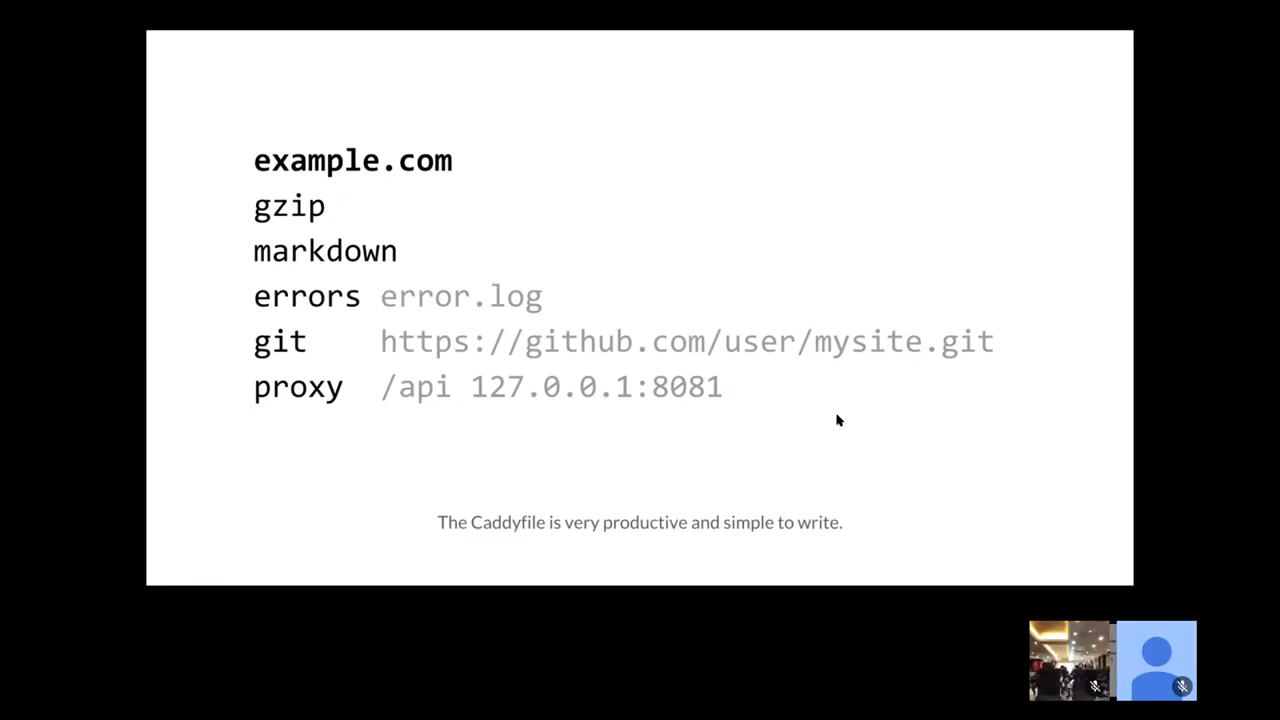 example.com
gzip
markdown
errors error.log
git https://github.com/user/mysite.git
proxy /api 127.0.0.1:8081
The Caddyfile is very productive and simple to write.